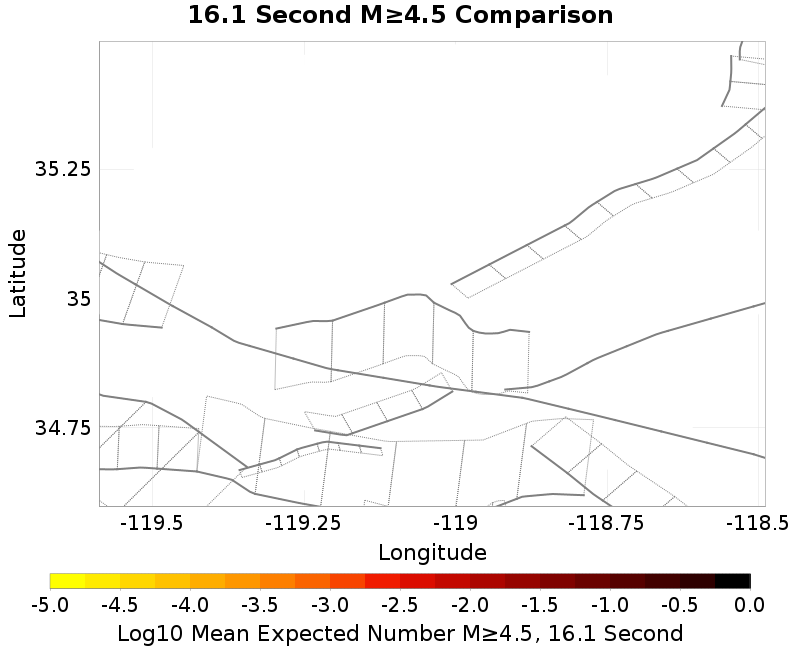 16.1 Second M≥4.5 Comparison
35.25
35
34.75
Latitude
-119.5 -119.25 -119 -118.75 -118.5
Longitude
-5.0 -4.5 -4.0 -3.5 -3.0 -2.5 -2.0 -1.5 -1.0 -0.5 0.0
Log10 Mean Expected Number M≥4.5, 16.1 Second